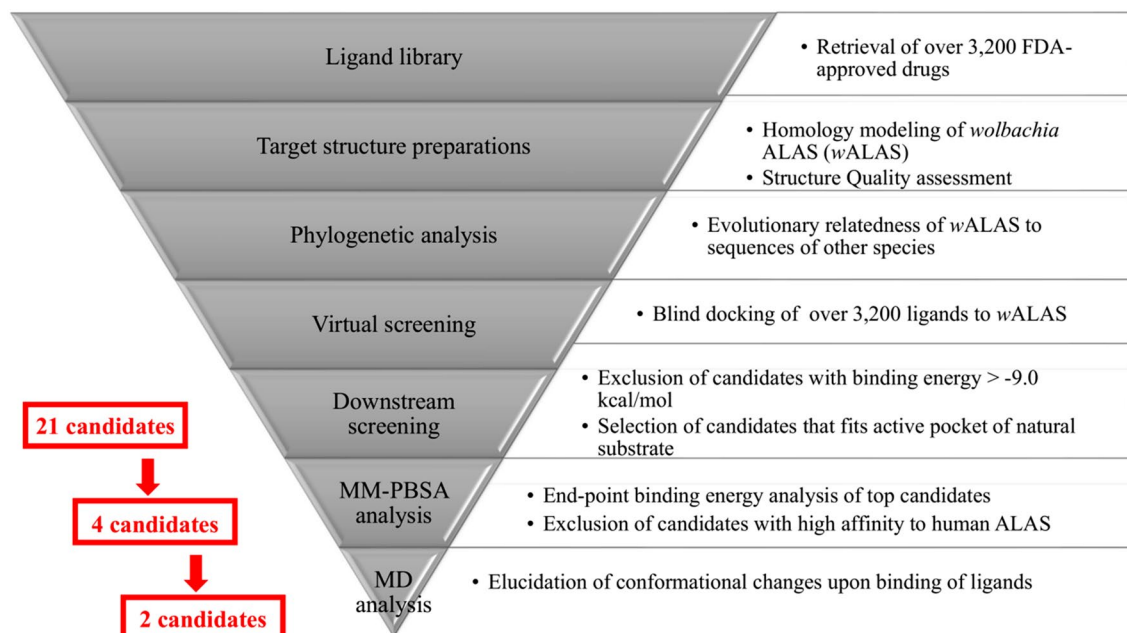 Ligand library
• Retrieval of over 3,200 FDA-
approved drugs
Target structure preparations
• Homology modeling of wolbachia
ALAS (wALAS)
• Structure Quality assessment
Phylogenetic analysis
• Evolutionary relatedness of wALAS to
sequences of other species
Virtual screening
• Blind docking of over 3,200 ligands to wALAS
Downstream
screening
• Exclusion of candidates with binding energy > -9.0
kcal/mol
• Selection of candidates that fits active pocket of natural
substrate
21 candidates
MM-PBSA
analysis
• End-point binding energy analysis of top candidates
• Exclusion of candidates with high affinity to human ALAS
4 candidates
MD
analysis
• Elucidation of conformational changes upon binding of ligands
2 candidates